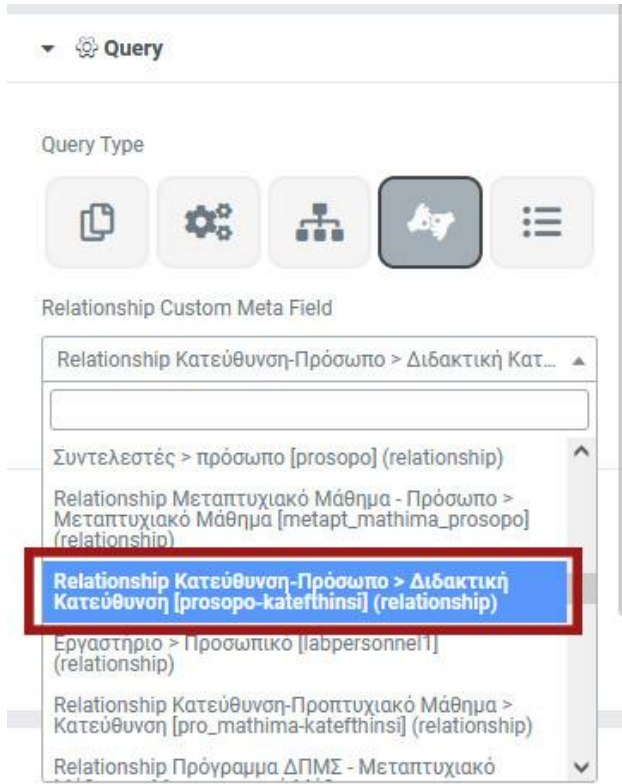 Query
Query Type
Relationship Custom Meta Field
Relationship Κατεύθυνση-Πρόσωπο > Διδακτική Κατ...
Συντελεστές > πρόσωπο [prosopo] (relationship)
Relationship Μεταπτυχιακό Μάθημα - Πρόσωπο >
Μεταπτυχιακό Μάθημα [metapt_mathima_prosopo]
(relationship)
Relationship Κατεύθυνση-Πρόσωπο > Διδακτική
Κατεύθυνση [prosopo-katefthinsi] (relationship)
Εργαστήριο > Προσωπικό [labpersonnel1]
(relationship)
Relationship Κατεύθυνση-Προπτυχιακό Μάθημα >
Κατεύθυνση [pro_mathima-katefthinsi] (relationship)
Relationship Πρόγραμμα ΔΠΜΣ - Μεταπτυχιακό